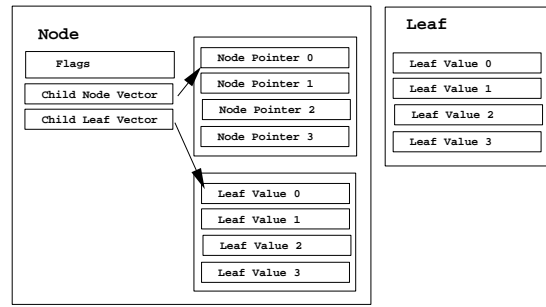 Node
Flags
Child Node Vector
Child Leaf Vector
Node Pointer 0
Node Pointer 1
Node Pointer 2
Node Pointer 3
Leaf Value 0
Leaf Value 1
Leaf Value 2
Leaf Value 3
Leaf
Leaf Value 0
Leaf Value 1
Leaf Value 2
Leaf Value 3